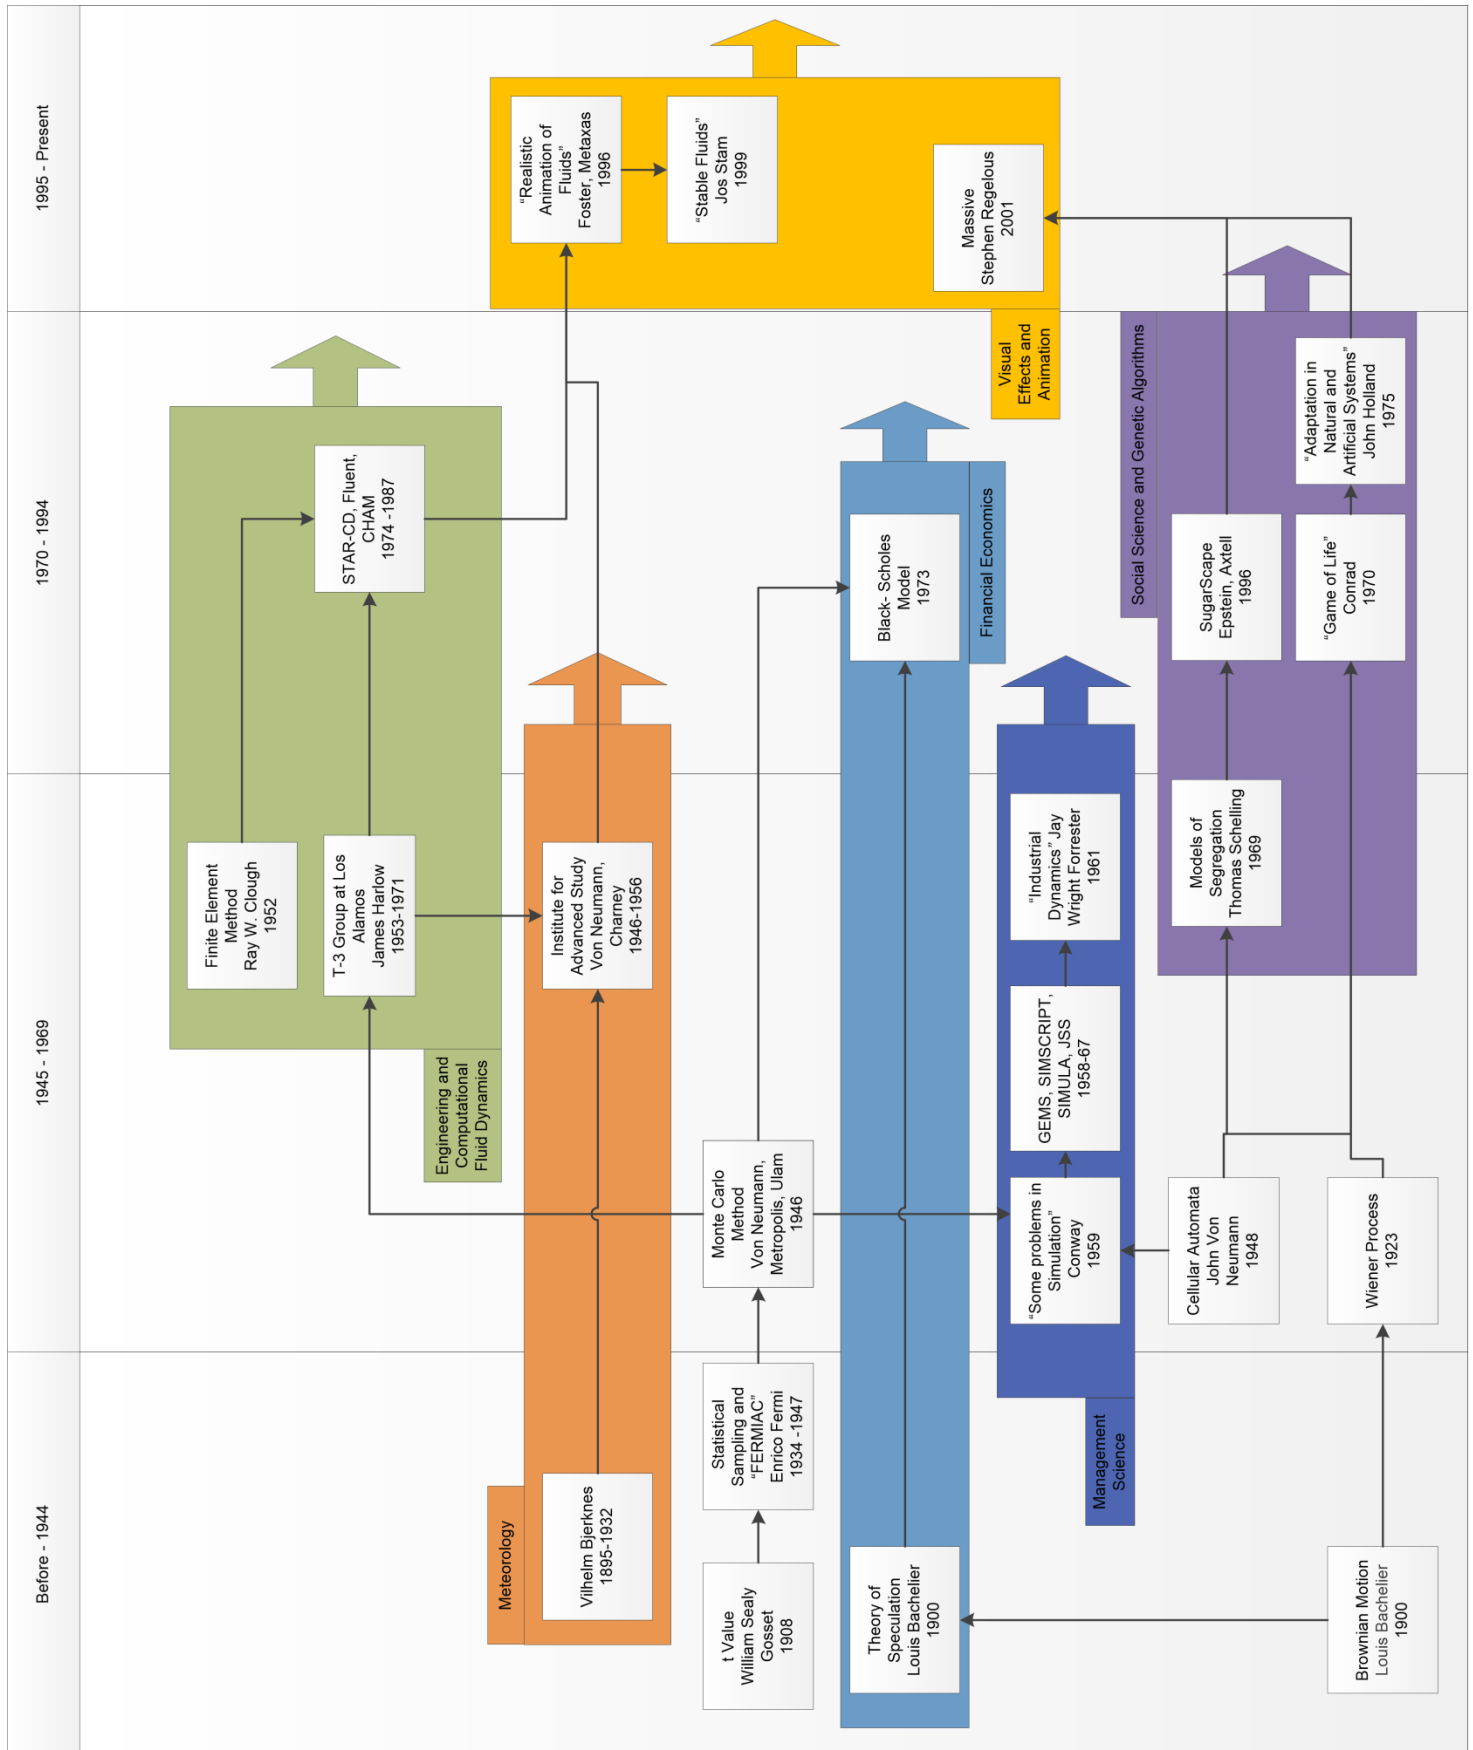 Before - 1944
1945 - 1969
1970 - 1994
1995 - Present
Engineering and
Computational
Fluid Dynamics
Finite Element
Method
Ray W. Clough
1952
T-3 Group at Los
Alamos
James Harlow
1953-1971
STAR-CD, Fluent,
CHAM
1974 -1987
Meteorology
Vilhelm Bjerknes
1895-1932
Institute for
Advanced Study
Von Neumann,
Charney
1946-1956
"Realistic
Animation of
Fluids"
Foster, Metaxas
1996
"Stable Fluids"
Jos Stam
1999
Massive
Stephen Regelous
2001
Visual
Effects and
Animation
t Value
William Sealy
Gosset
1908
Statistical
Sampling and
"FERMIAC"
Enrico Fermi
1934 -1947
Monte Carlo
Method
Von Neumann,
Metropolis, Ulam
1946
Theory of
Speculation
Louis Bachelier
1900
Black- Scholes
Model
1973
Financial Economics
Management
Science
"Some problems in
Simulation"
Conway
1959
GEMS, SIMSCRIPT,
SIMULA, JSS
1958-67
"Industrial
Dynamics" Jay
Wright Forrester
1961
Social Science and Genetic Algorithms
Cellular Automata
John Von
Neumann
1948
Models of
Segregation
Thomas Schelling
1969
SugarScape
Epstein, Axtell
1996
Brownian Motion
Louis Bachelier
1900
Wiener Process
1923
"Game of Life"
Conrad
1970
"Adaptation in
Natural and
Artificial Systems"
John Holland
1975